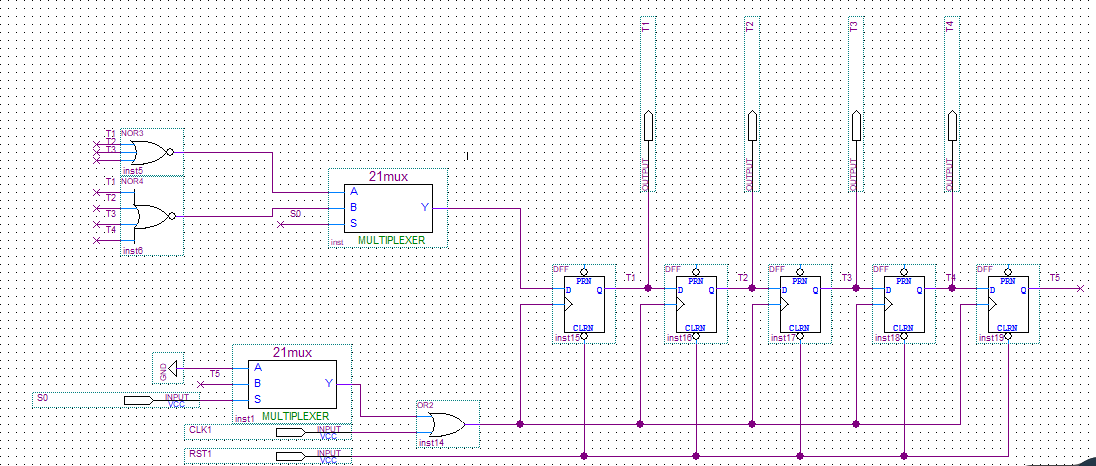 T1
T2
T3
T4
OUTPUT
OUTPUT
OUTPUT
OUTPUT
NOR3
T1
T2
T3
inst5
NOR4
T1
T2
T3
T4
inst6
21mux
A
B
S
Y
S0
inst
MULTIPLEXER
DFF
PRN
D
Q
CLRN
inst15
T1
DFF
PRN
D
Q
CLRN
inst16
T2
DFF
PRN
D
Q
CLRN
inst17
T3
DFF
PRN
D
Q
CLRN
inst18
T4
DFF
PRN
D
Q
CLRN
inst19
T5
21mux
GND
T5
A
B
S
Y
inst1
MULTIPLEXER
S0
INPUT
VCC
OR2
inst14
CLK1
INPUT
VCC
RST1
INPUT
VCC